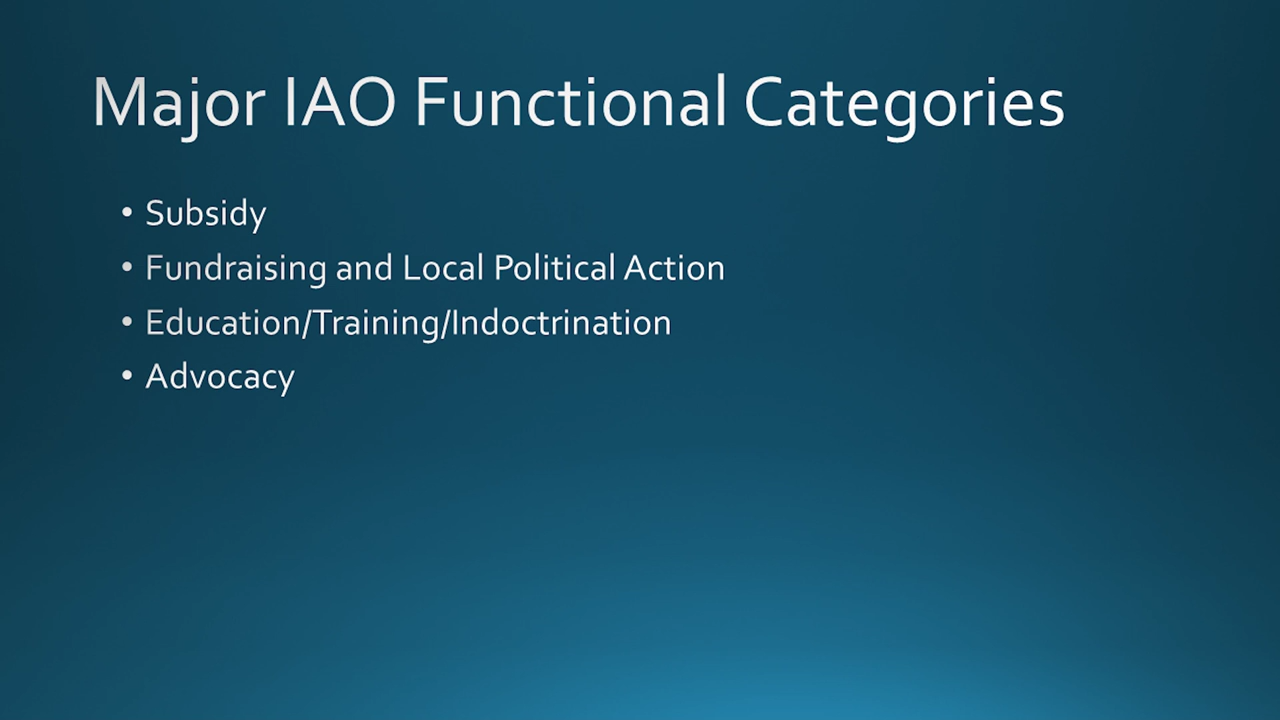 Major IAO Functional Categories
• Subsidy
• Fundraising and Local Political Action
• Education/Training/Indoctrination
• Advocacy